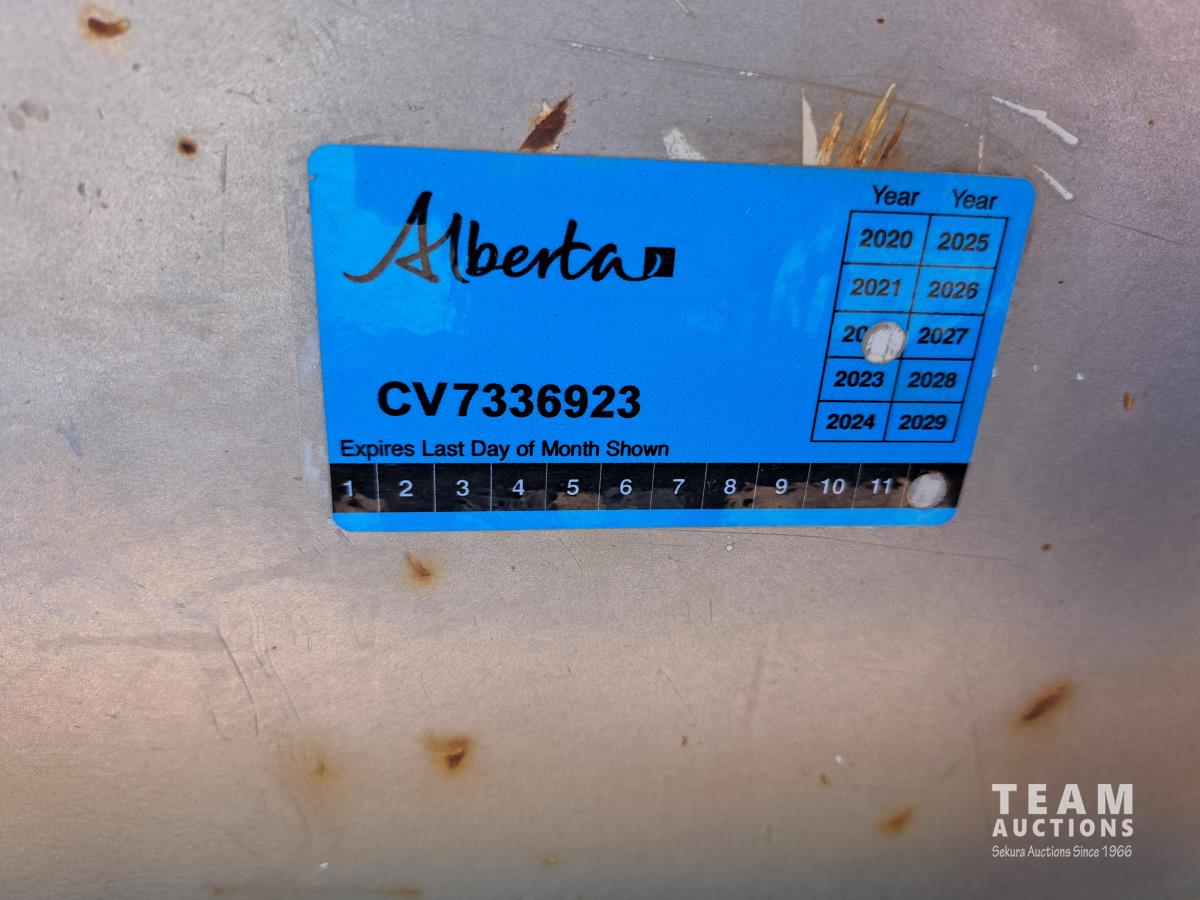 Alberta
Year Year
2020 2025
2021 2026
20 2027
2023 2028
2024 2029
CV7336923
Expires Last Day of Month Shown
1 2 3 4 5 6 7 8 9 10 11
TEAM
AUCTIONS
Sekura Auctions Since 1966